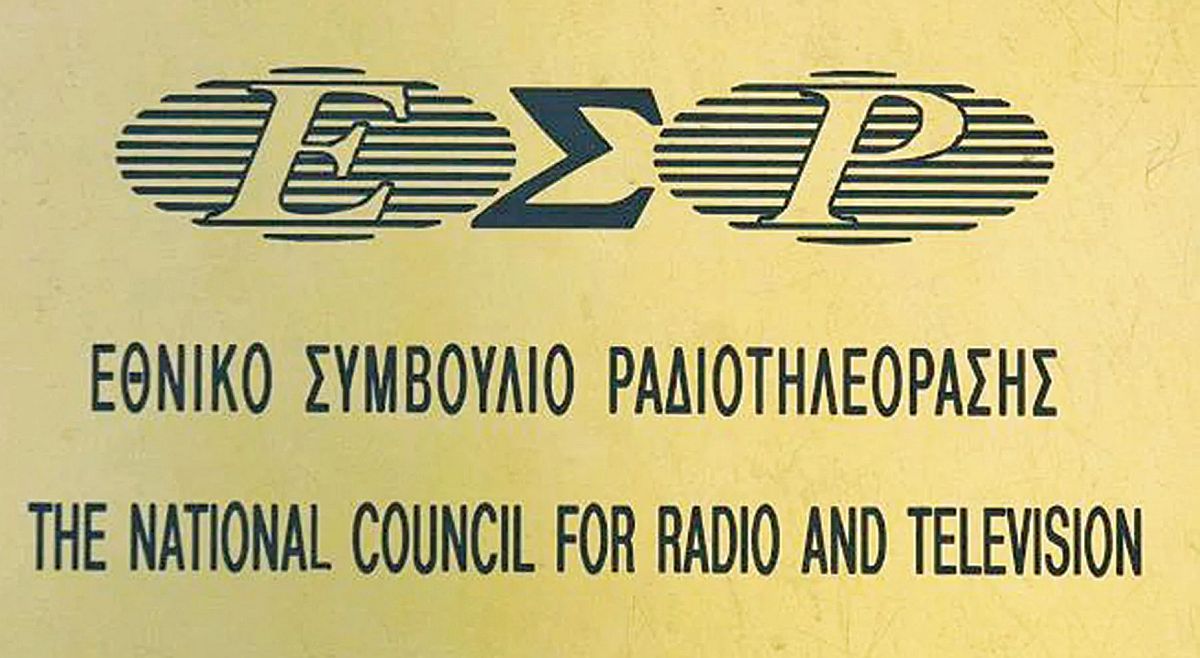 ΕΣΡ
ΕΘΝΙΚΟ ΣΥΜΒΟΥΛΙΟ ΡΑΔΙΟΤΗΛΕΟΡΑΣΗΣ
THE NATIONAL COUNCIL FOR RADIO AND TELEVISION